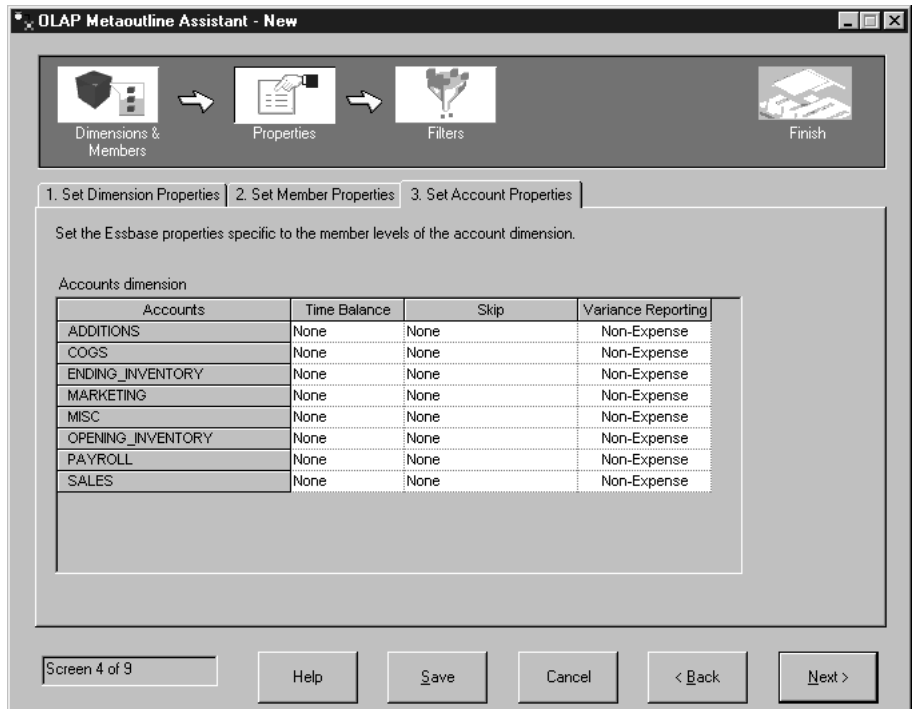 OLAP Metaoutline Assistant - New
Dimensions &
Members
Properties
Filters
Finish
1. Set Dimension Properties
2. Set Member Properties
3. Set Account Properties
Set the Essbase properties specific to the member levels of the account dimension.
Accounts dimension
Accounts Time Balance Skip Variance Reporting
ADDITIONS None None Non-Expense
COGS None None Non-Expense
ENDING_INVENTORY None None Non-Expense
MARKETING None None Non-Expense
MISC None None Non-Expense
OPENING_INVENTORY None None Non-Expense
PAYROLL None None Non-Expense
SALES None None Non-Expense
Screen 4 of 9
Help
Save
Cancel
< Back
Next >